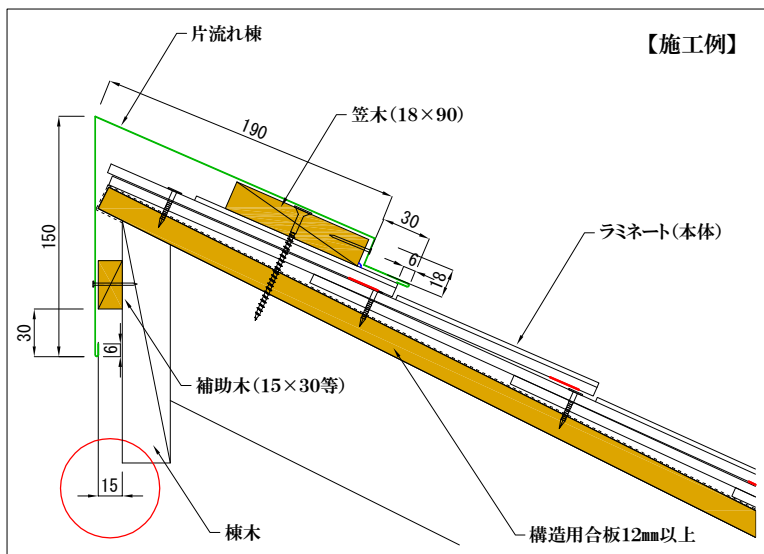 【施工例】
片流れ棟
190
笠木(18×90)
30
6
18
ラミネート(本体)
150
30
6
補助木(15×30等)
15
棟木
構造用合板12㎜以上